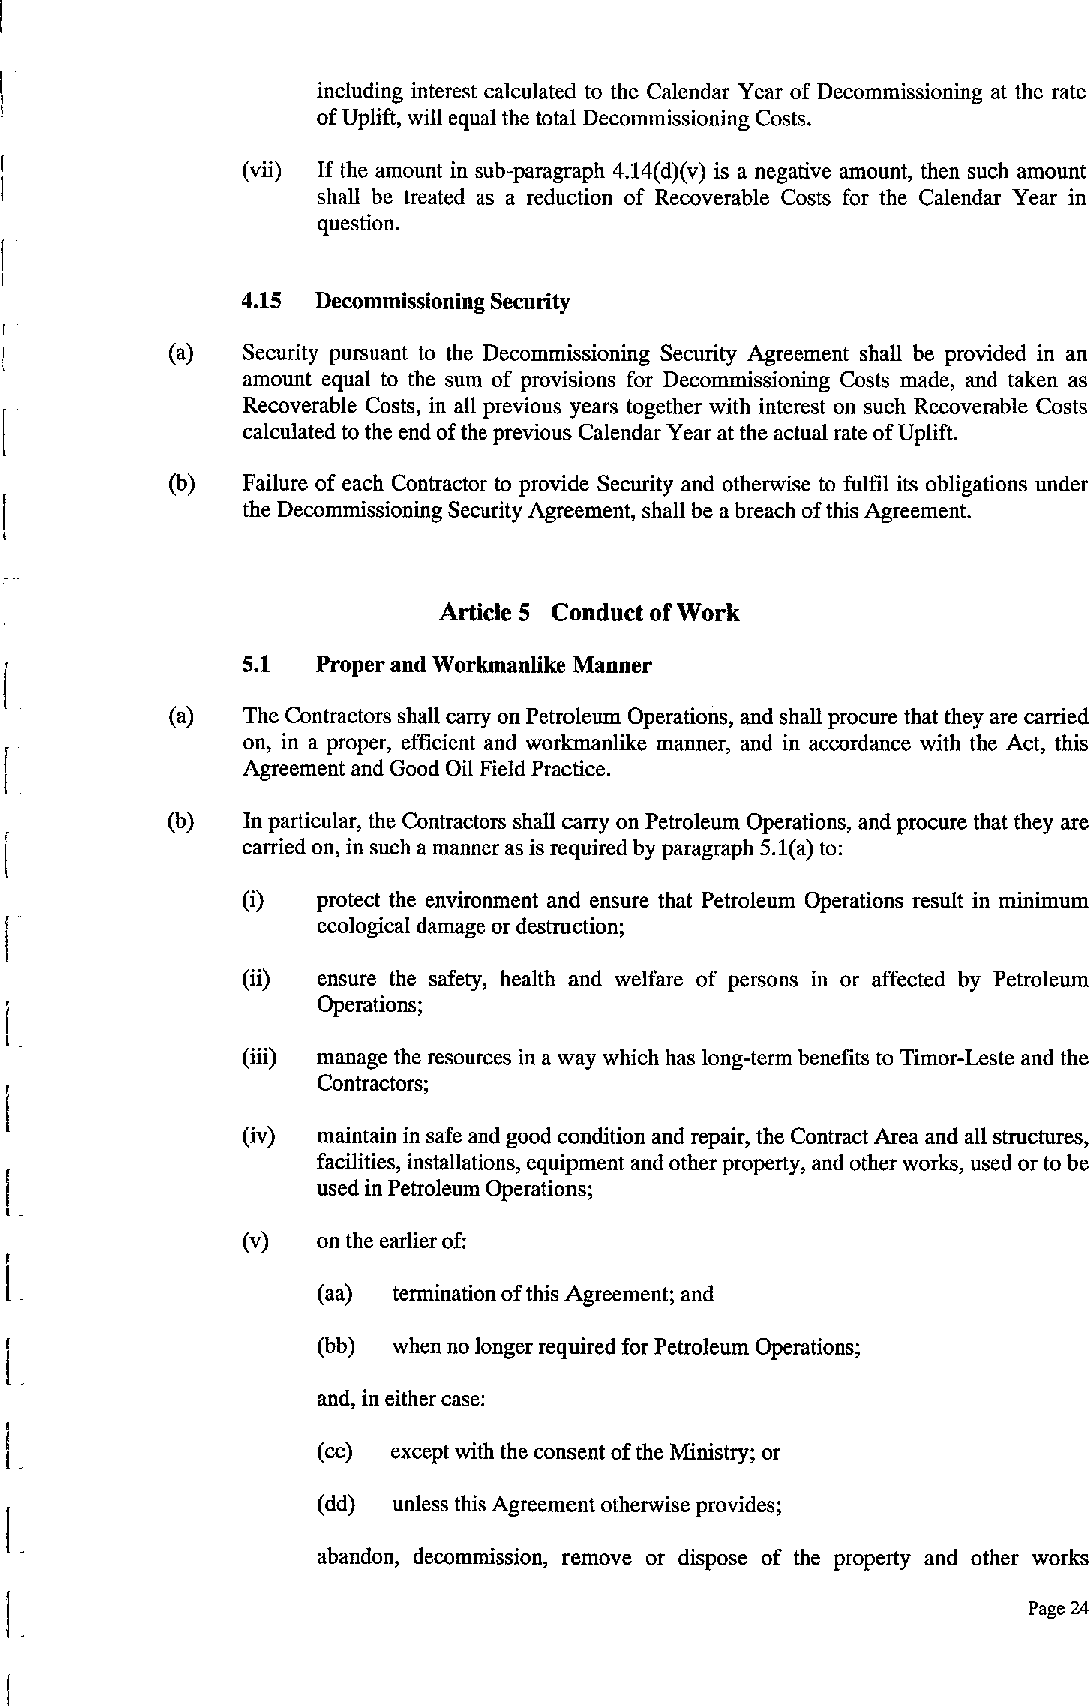 including interest calculated to the Calendar Year of Decommissioning at the rate
of Uplift, will equal the total Decommissioning Costs.
(vii) If the amount in sub-paragraph 4.14(d)(v) is a negative amount, then such amount
shall be treated as a reduction of Recoverable Costs for the Calendar Year in
question.
4.15 Decommissioning Security
(a) Security pursuant to the Decommissioning Security Agreement shall be provided in an
amount equal to the sum of provisions for Decommissioning Costs made, and taken as
Recoverable Costs, in all previous years together with interest on such Recoverable Costs
calculated to the end of the previous Calendar Year at the actual rate of Uplift.
(b) Failure of each Contractor to provide Security and otherwise to fulfil its obligations under
the Decommissioning Security Agreement, shall be a breach of this Agreement.
Article 5 Conduct of Work
5.1 Proper and Workmanlike Manner
(a) The Contractors shall carry on Petroleum Operations, and shall procure that they are carried
on, in a proper, efficient and workmanlike manner, and in accordance with the Act, this
Agreement and Good Oil Field Practice.
(b) In particular, the Contractors shall carry on Petroleum Operations, and procure that they are
carried on, in such a manner as is required by paragraph 5.1(a) to:
(i) protect the environment and ensure that Petroleum Operations result in minimum
ecological damage or destruction;
(ii) ensure the safety, health and welfare of persons in or affected by Petroleum
Operations;
(iii) manage the resources in a way which has long-term benefits to Timor-Leste and the
Contractors;
(iv) maintain in safe and good condition and repair, the Contract Area and all structures,
facilities, installations, equipment and other property, and other works, used or to be
used in Petroleum Operations;
(v) on the earlier of:
(aa) termination of this Agreement; and
(bb) when no longer required for Petroleum Operations;
and, in either case:
(cc) except with the consent of the Ministry; or
(dd) unless this Agreement otherwise provides;
abandon, decommission, remove or dispose of the property and other works
Page 24